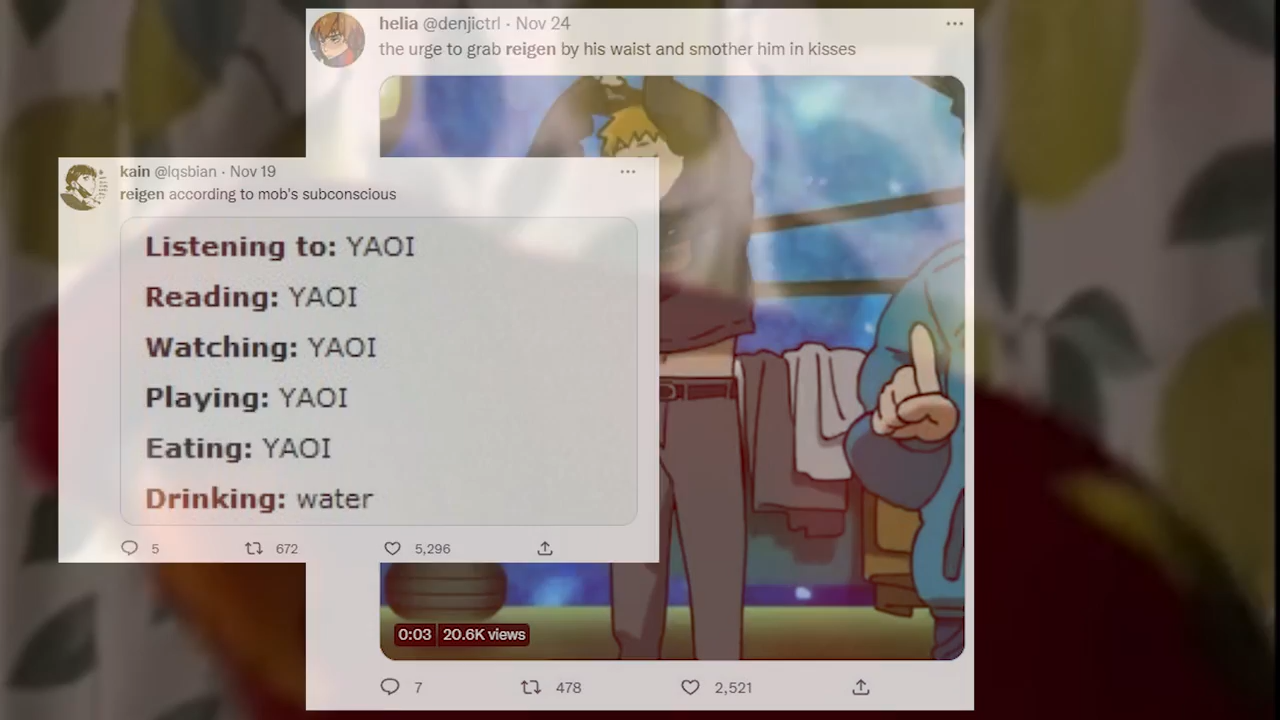 helia @denjictrl · Nov 24
the urge to grab reigen by his waist and smother him in kisses
kain @lqsbian · Nov 19
reigen according to mob's subconscious
Listening to: YAOI
Reading: YAOI
Watching: YAOI
Playing: YAOI
Eating: YAOI
Drinking: water
5 672 5,296
0:03 20.6K views
7 478 2,521